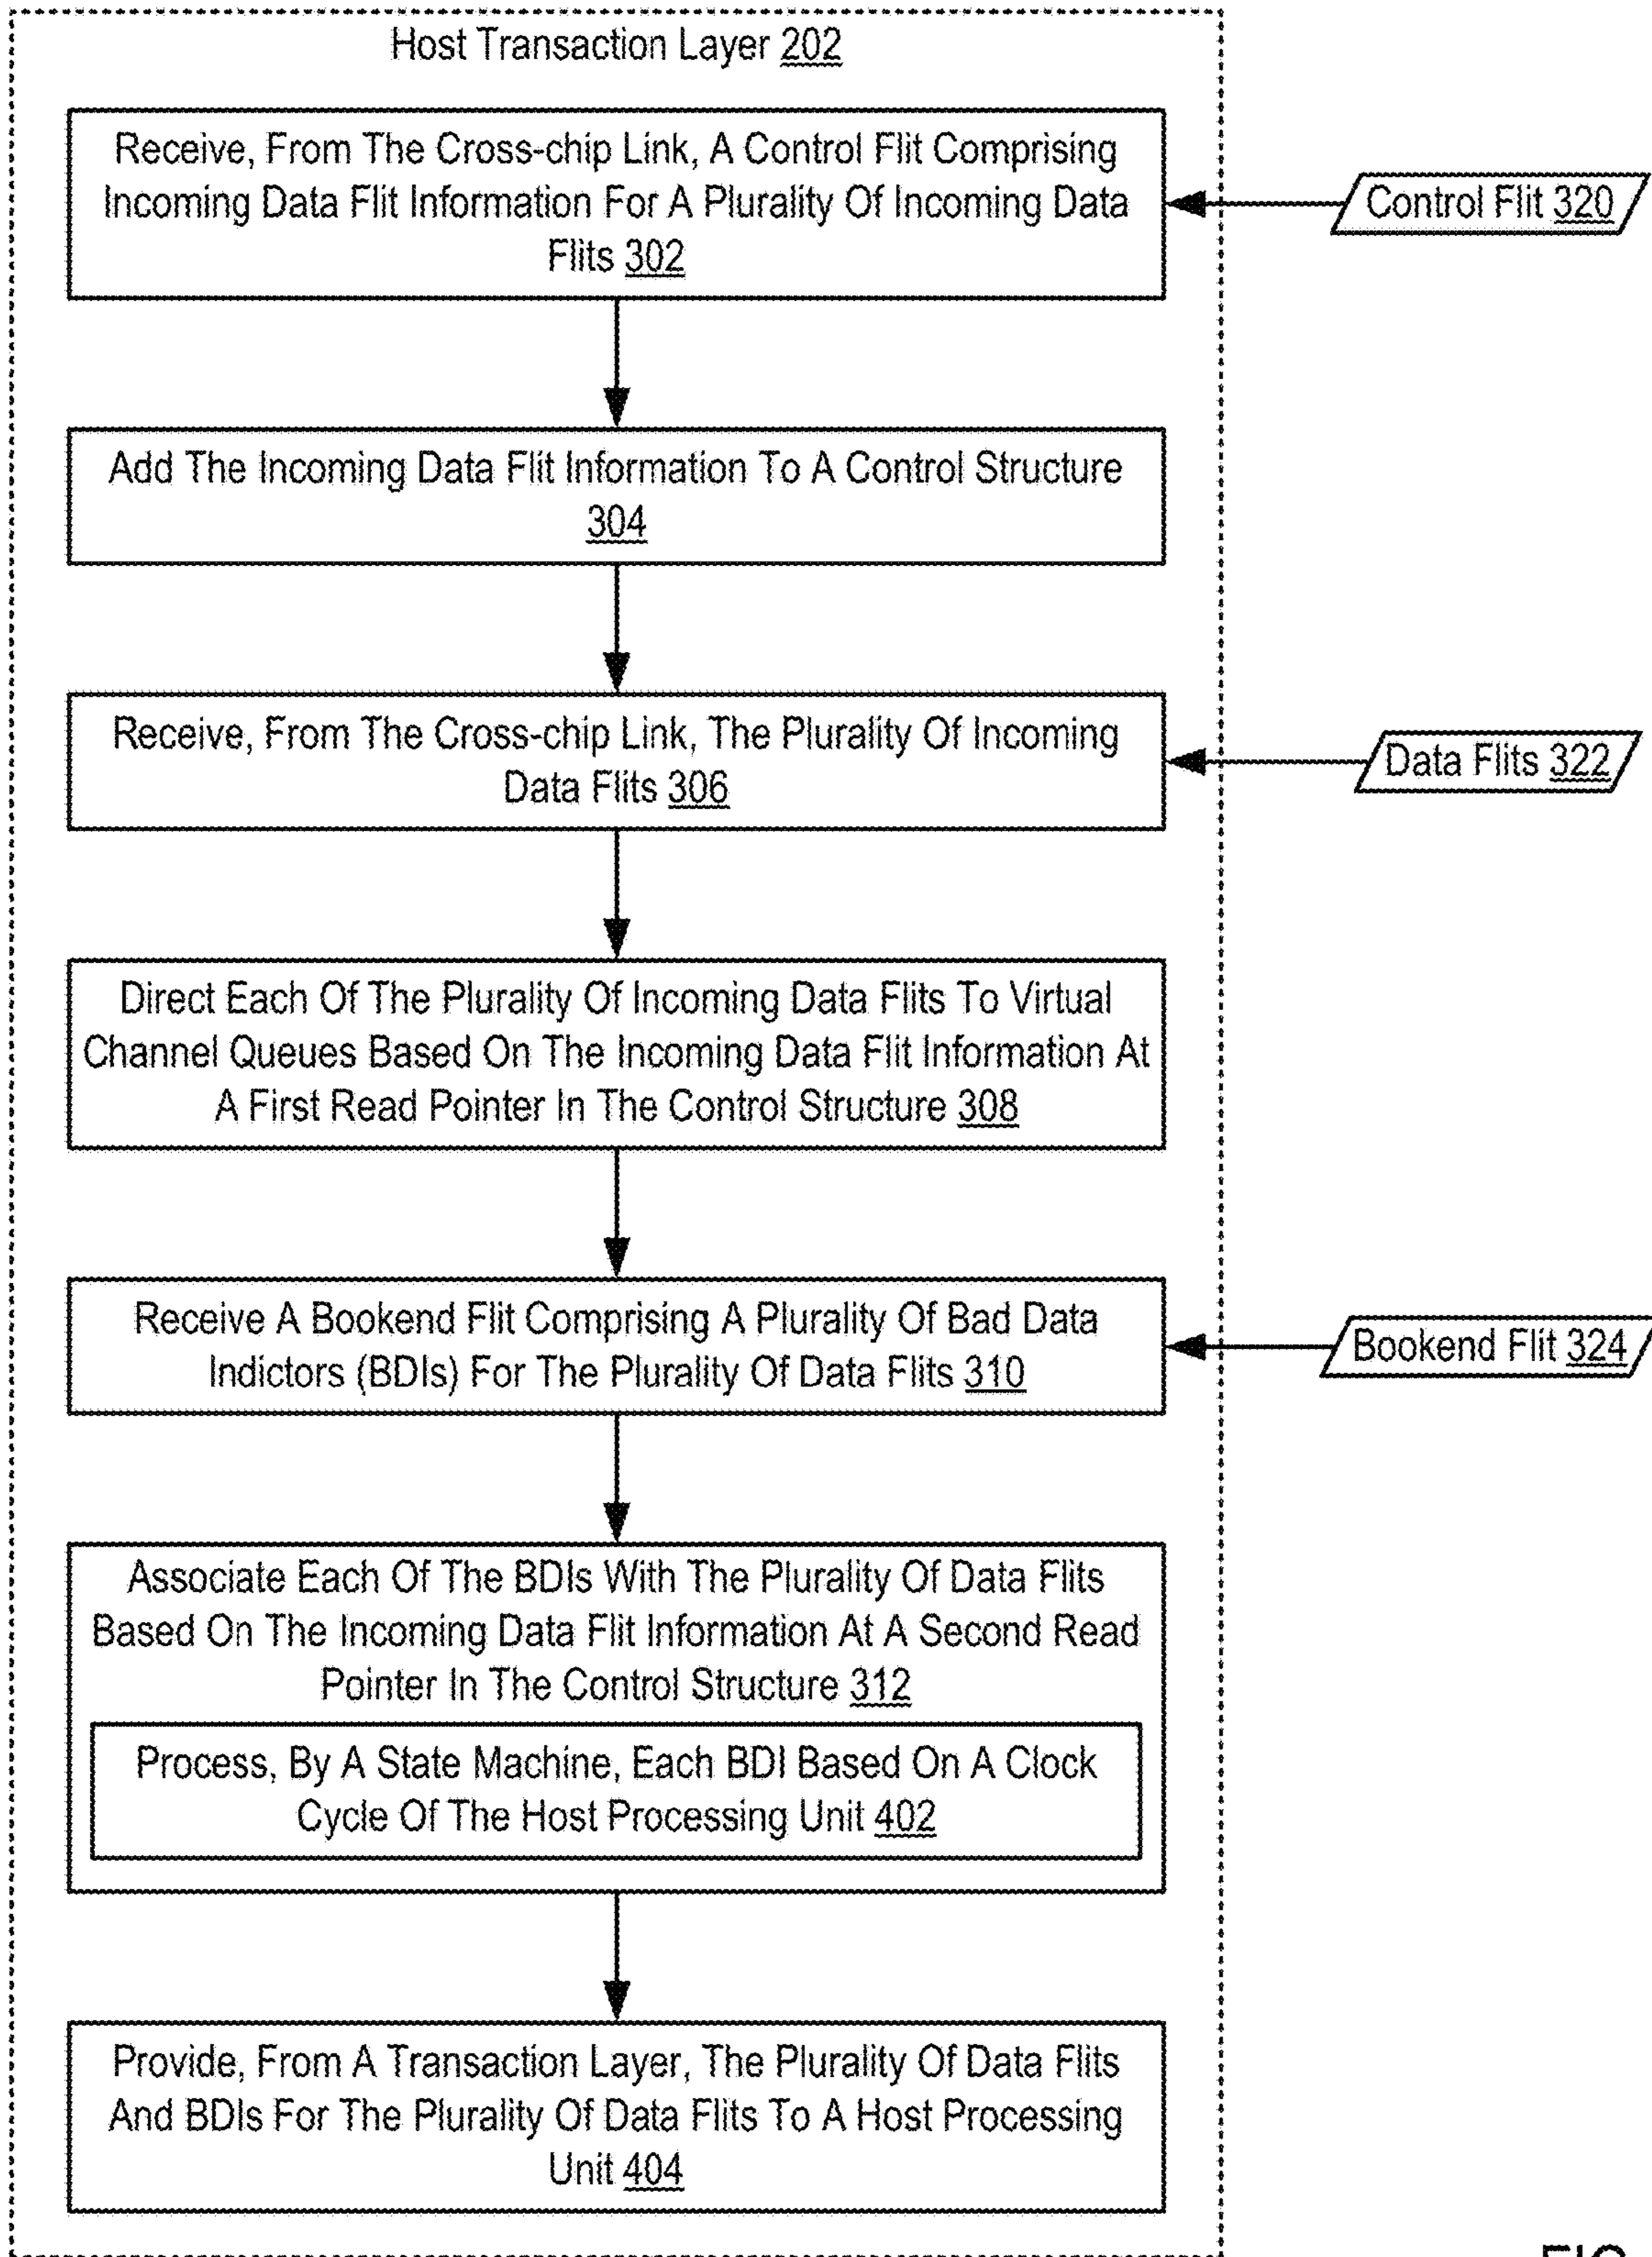 Host Transaction Layer 202
Receive, From The Cross-chip Link, A Control Flit Comprising
Incoming Data Flit Information For A Plurality Of Incoming Data
Flits 302
Control Flit 320
Add The Incoming Data Flit Information To A Control Structure
304
Receive, From The Cross-chip Link, The Plurality Of Incoming
Data Flits 306
Data Flits 322
Direct Each Of The Plurality Of Incoming Data Flits To Virtual
Channel Queues Based On The Incoming Data Flit Information At
A First Read Pointer In The Control Structure 308
Receive A Bookend Flit Comprising A Plurality Of Bad Data
Indictors (BDIs) For The Plurality Of Data Flits 310
Bookend Flit 324
Associate Each Of The BDIs With The Plurality Of Data Flits
Based On The Incoming Data Flit Information At A Second Read
Pointer In The Control Structure 312
Process, By A State Machine, Each BDI Based On A Clock
Cycle Of The Host Processing Unit 402
Provide, From A Transaction Layer, The Plurality Of Data Flits
And BDIs For The Plurality Of Data Flits To A Host Processing
Unit 404